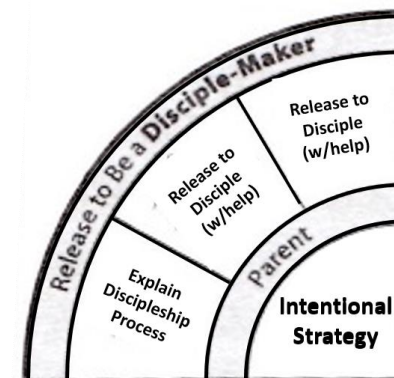 Release to Be a Disciple-Maker
Release to
Disciple
(w/help)
Release to
Disciple
(w/help)
Explain
Discipleship
Process
Parent
Intentional
Strategy